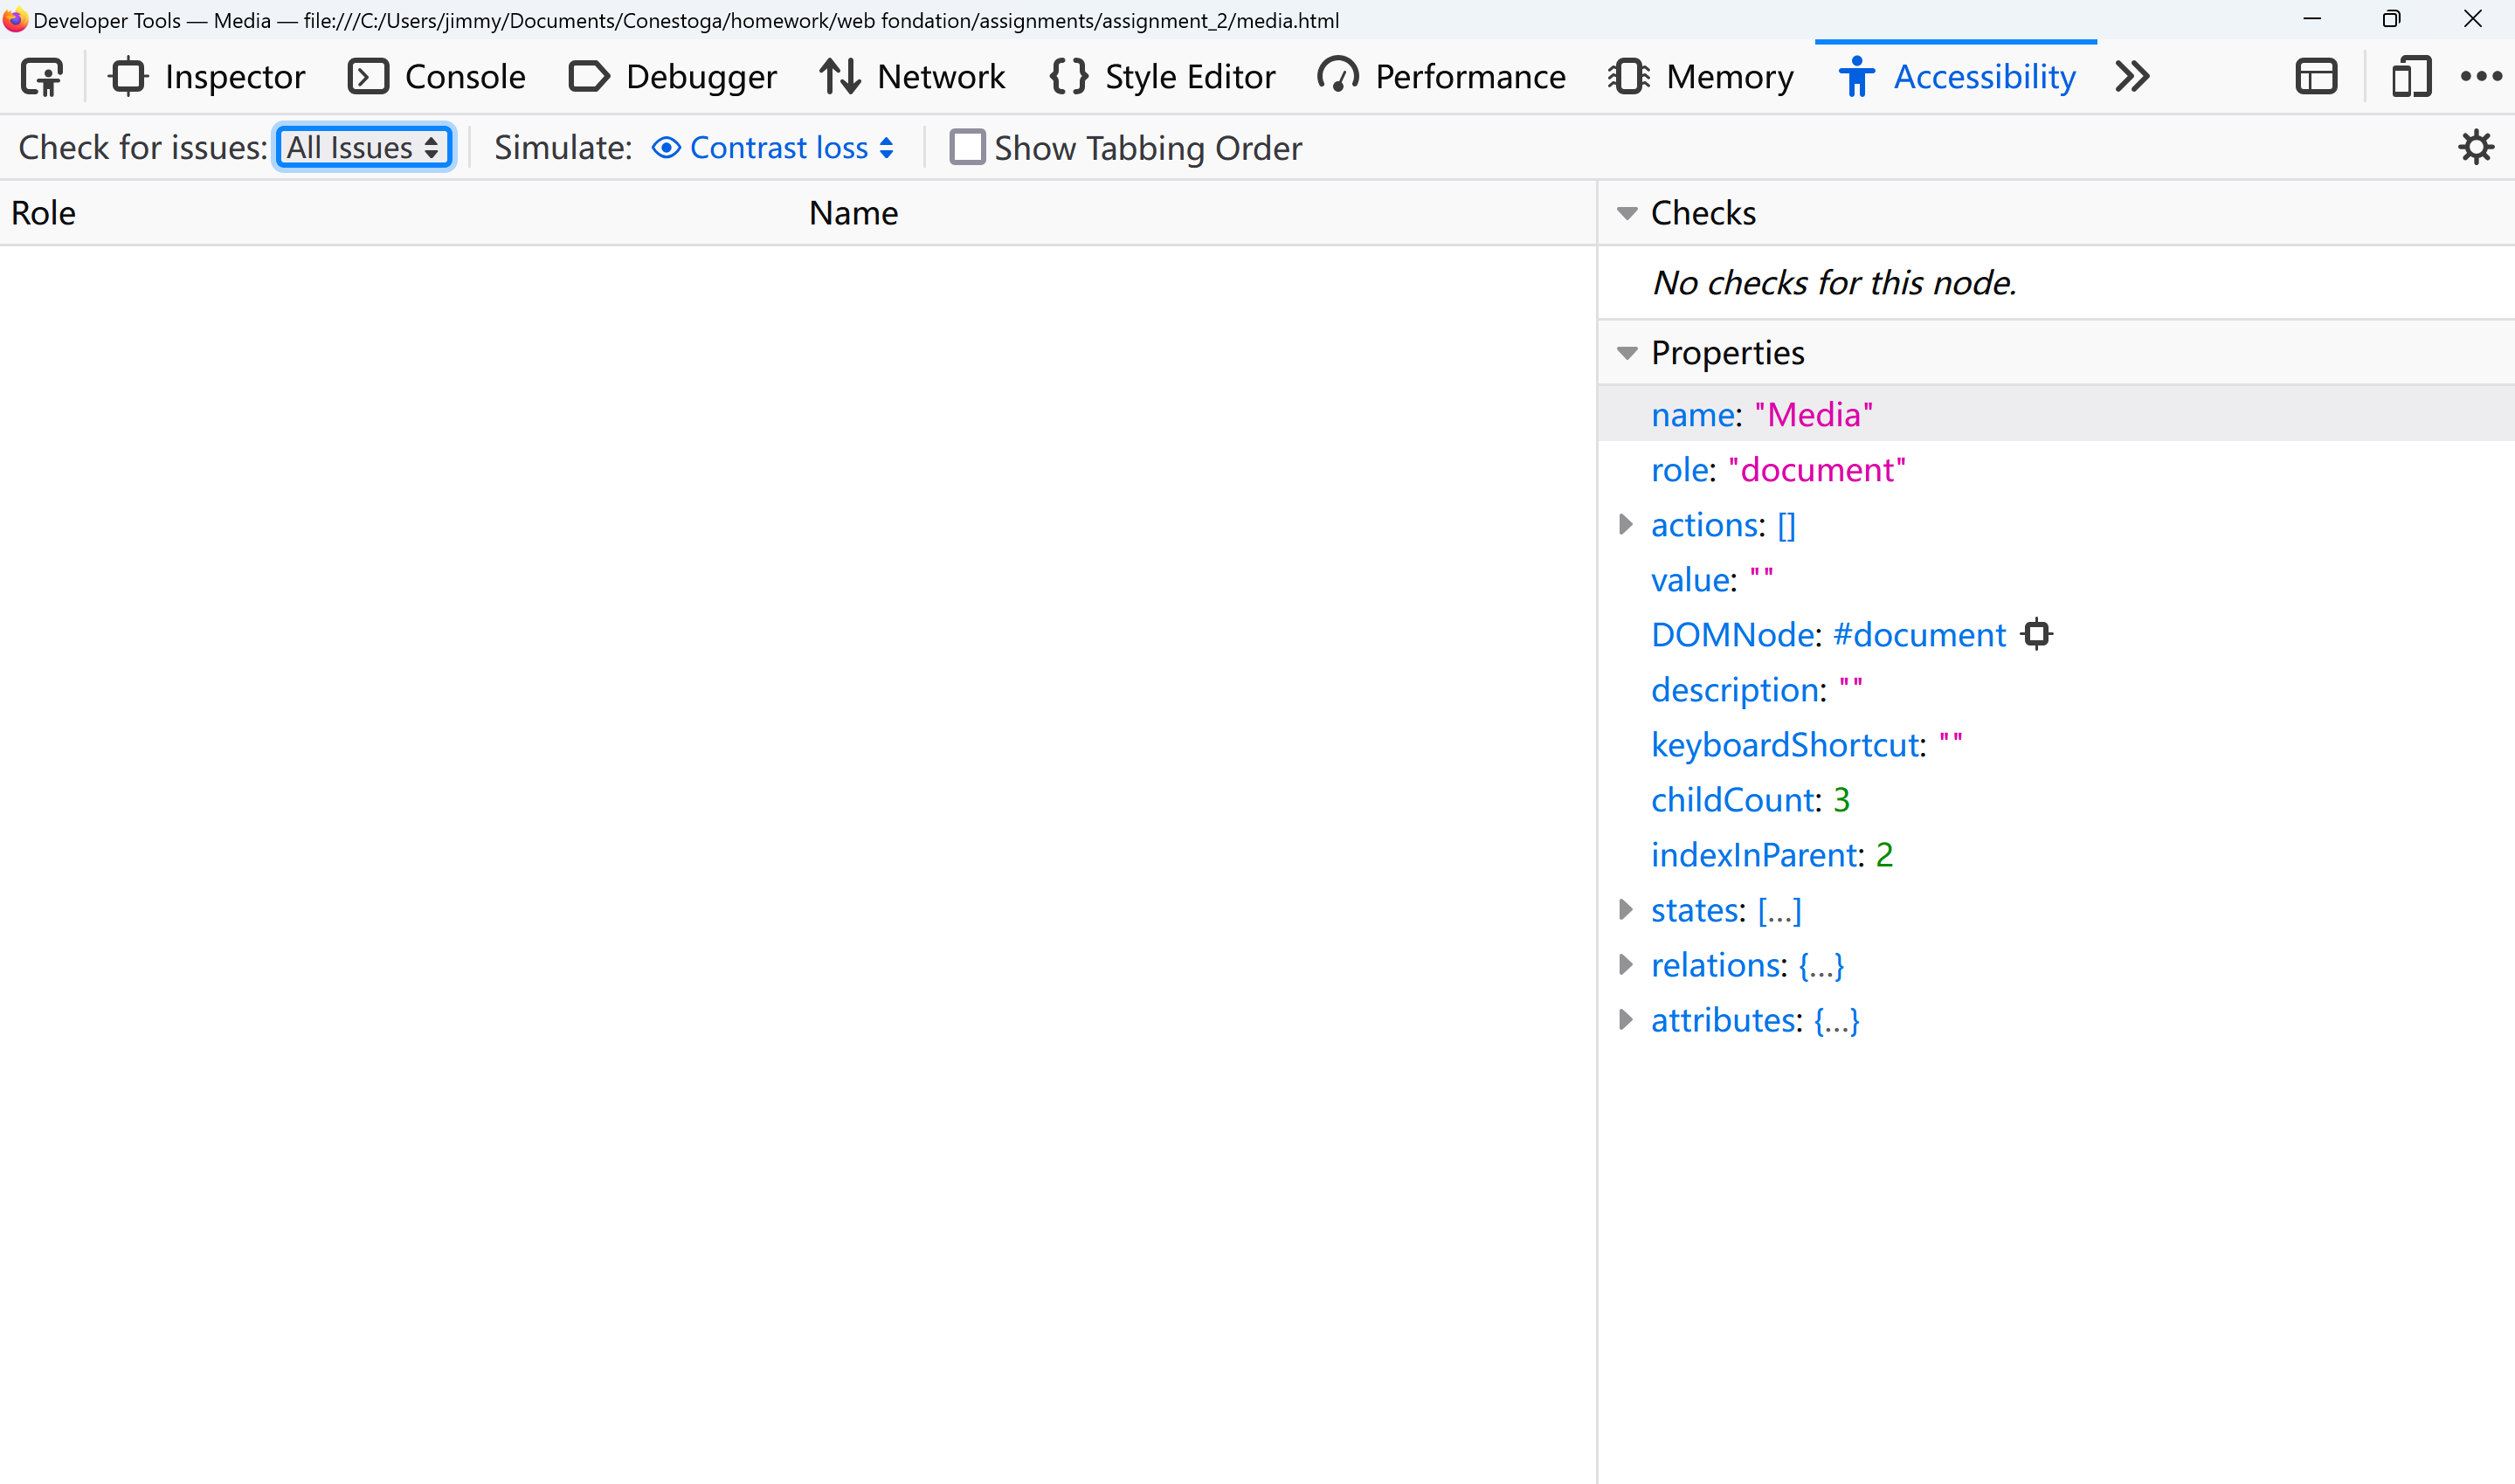 Developer Tools — Media — file:///C:/Users/jimmy/Documents/Conestoga/homework/web fondation/assignments/assignment_2/media.html
Inspector Console Debugger Network Style Editor Performance Memory Accessibility
Check for issues: All Issues Simulate: Contrast loss Show Tabbing Order
Role Name
Checks
No checks for this node.
Properties
name: "Media"
role: "document"
actions: []
value: ""
DOMNode: #document
description: ""
keyboardShortcut: ""
childCount: 3
indexInParent: 2
states: […]
relations: {…}
attributes: {…}